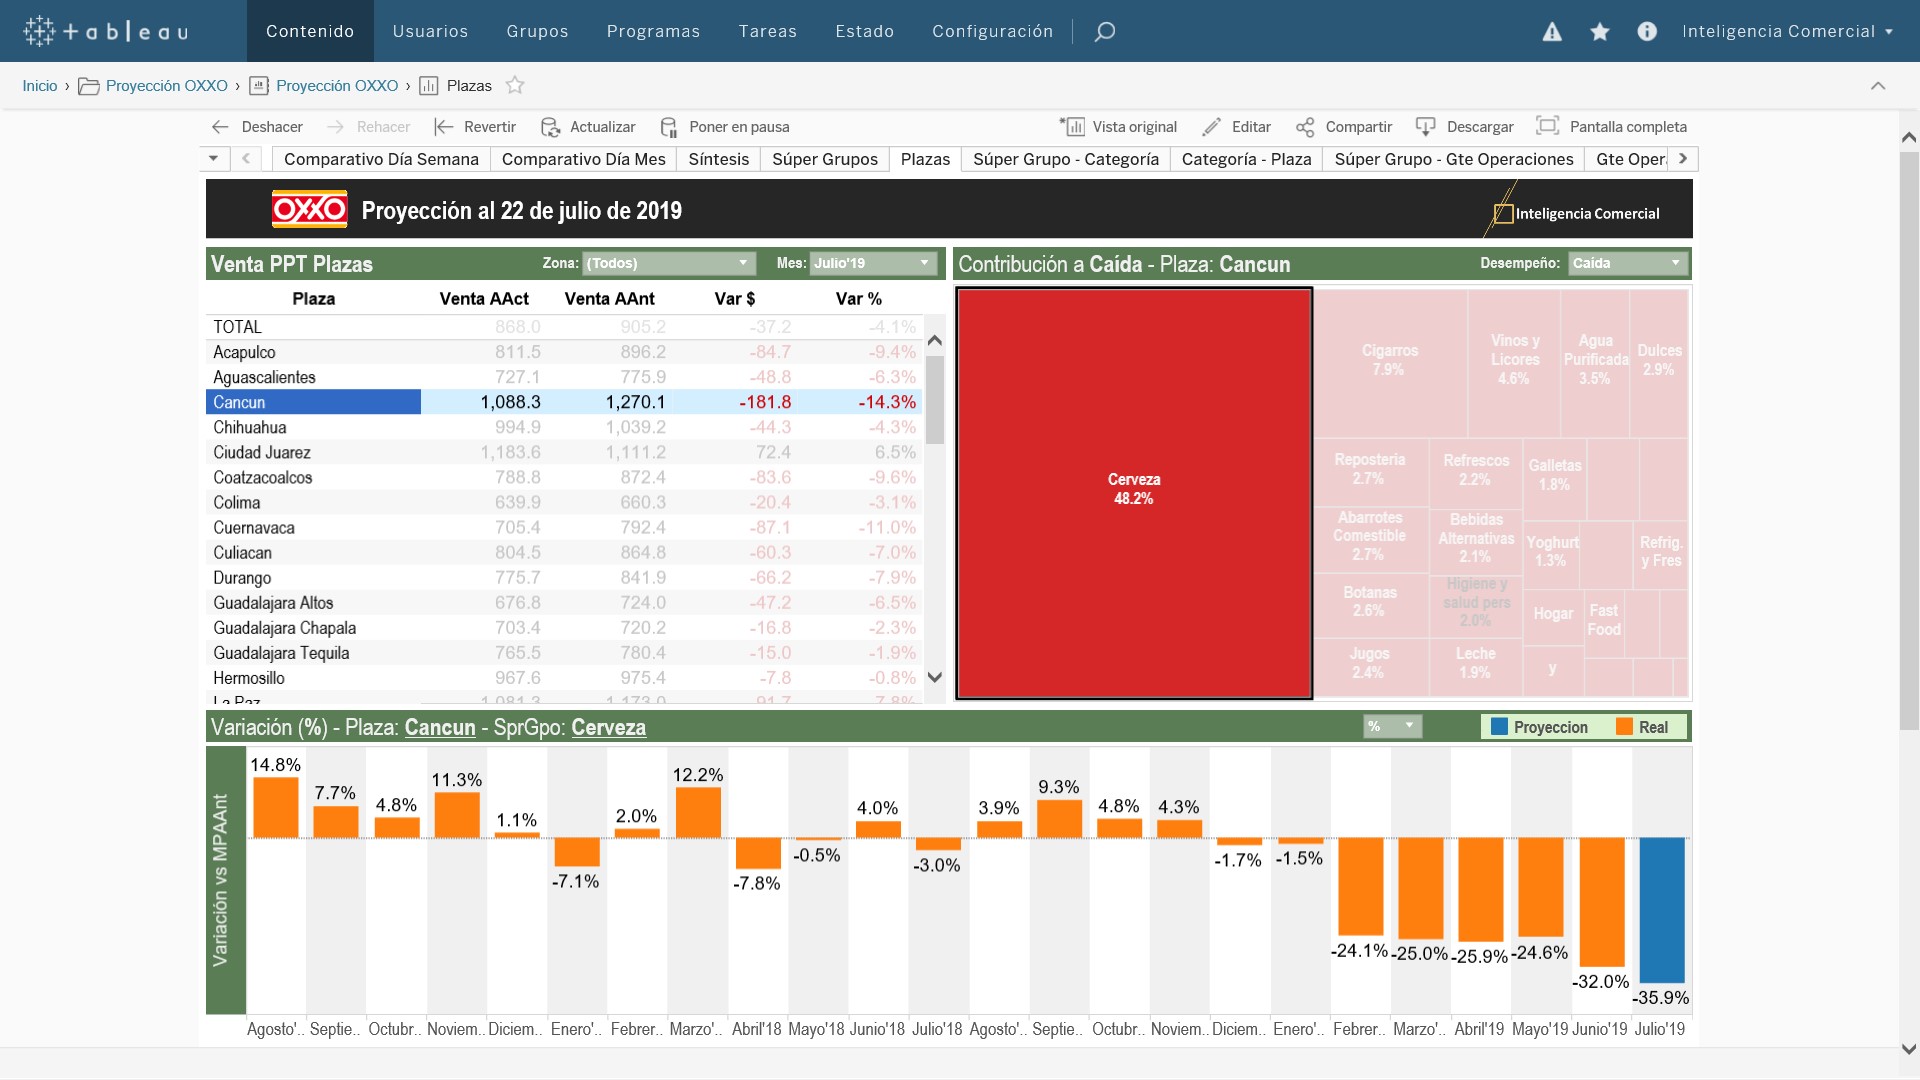 +ableau
Contenido Usuarios Grupos Programas Tareas Estado Configuración Inteligencia Comercial
Inicio › Proyección OXXO › Proyección OXXO › Plazas
Deshacer Rehacer Revertir Actualizar Poner en pausa Vista original Editar Compartir Descargar Pantalla completa
Comparativo Día Semana Comparativo Día Mes Síntesis Súper Grupos Plazas Súper Grupo - Categoría Categoría - Plaza Súper Grupo - Gte Operaciones Gte Oper
OXXO Proyección al 22 de julio de 2019 Inteligencia Comercial
Venta PPT Plazas Zona: (Todos) Mes: Julio'19
Plaza Venta AAct Venta AAnt Var $ Var %
TOTAL 868.0 905.2 -37.2 -4.1%
Acapulco 811.5 896.2 -84.7 -9.4%
Aguascalientes 727.1 775.9 -48.8 -6.3%
Cancun 1,088.3 1,270.1 -181.8 -14.3%
Chihuahua 994.9 1,039.2 -44.3 -4.3%
Ciudad Juarez 1,183.6 1,111.2 72.4 6.5%
Coatzacoalcos 788.8 872.4 -83.6 -9.6%
Colima 639.9 660.3 -20.4 -3.1%
Cuernavaca 705.4 792.4 -87.1 -11.0%
Culiacan 804.5 864.8 -60.3 -7.0%
Durango 775.7 841.9 -66.2 -7.9%
Guadalajara Altos 676.8 724.0 -47.2 -6.5%
Guadalajara Chapala 703.4 720.2 -16.8 -2.3%
Guadalajara Tequila 765.5 780.4 -15.0 -1.9%
Hermosillo 967.6 975.4 -7.8 -0.8%
La Paz 1,081.3 1,173.0 -91.7 -7.8%
Contribución a Caída - Plaza: Cancun Desempeño: Caída
Cerveza
48.2%
Cigarros
7.9%
Vinos y
Licores
4.6%
Agua
Purificada
3.5%
Dulces
2.9%
Reposteria
2.7%
Refrescos
2.2%
Galletas
1.8%
Abarrotes
Comestible
2.7%
Bebidas
Alternativas
2.1%
Yoghurt
1.3%
Refrig.
y Fres
Botanas
2.6%
Higiene y
salud pers
2.0%
Hogar
Fast
Food
Jugos
2.4%
Leche
1.9%
y
Variación (%) - Plaza: Cancun - SprGpo: Cerveza % Proyeccion Real
Variación vs MPAAnt
14.8% 7.7% 4.8% 11.3% 1.1% -7.1% 2.0% 12.2% -7.8% -0.5% 4.0% -3.0% 3.9% 9.3% 4.8% 4.3% -1.7% -1.5% -24.1% -25.0% -25.9% -24.6% -32.0% -35.9%
Agosto'.. Septie.. Octubr.. Noviem.. Diciem.. Enero'.. Febrer.. Marzo'.. Abril'18 Mayo'18 Junio'18 Julio'18 Agosto'.. Septie.. Octubr.. Noviem.. Diciem.. Enero'.. Febrer.. Marzo'.. Abril'19 Mayo'19 Junio'19 Julio'19